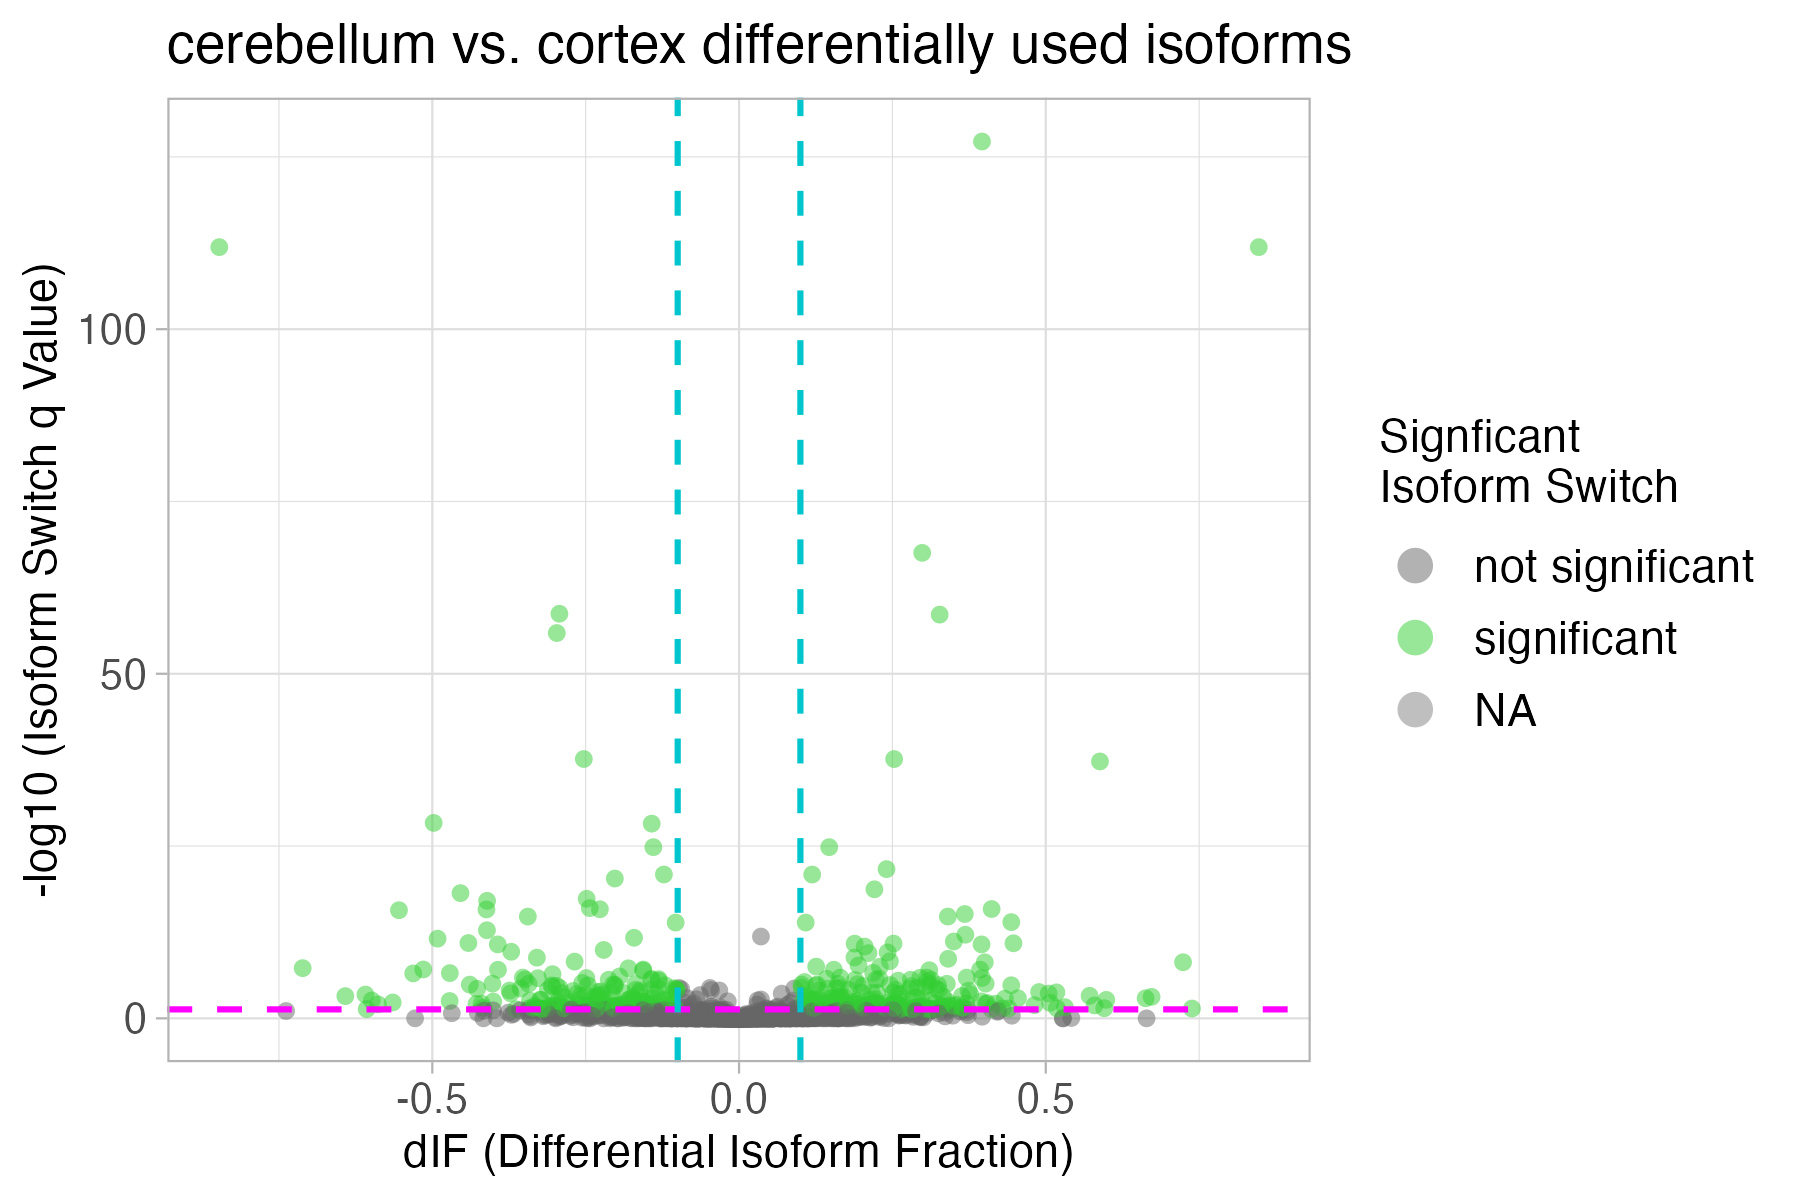 cerebellum vs. cortex differentially used isoforms
-log10 (Isoform Switch q Value)
100
50
0
-0.5
0.0
0.5
dIF (Differential Isoform Fraction)
Signficant
Isoform Switch
not significant
significant
NA